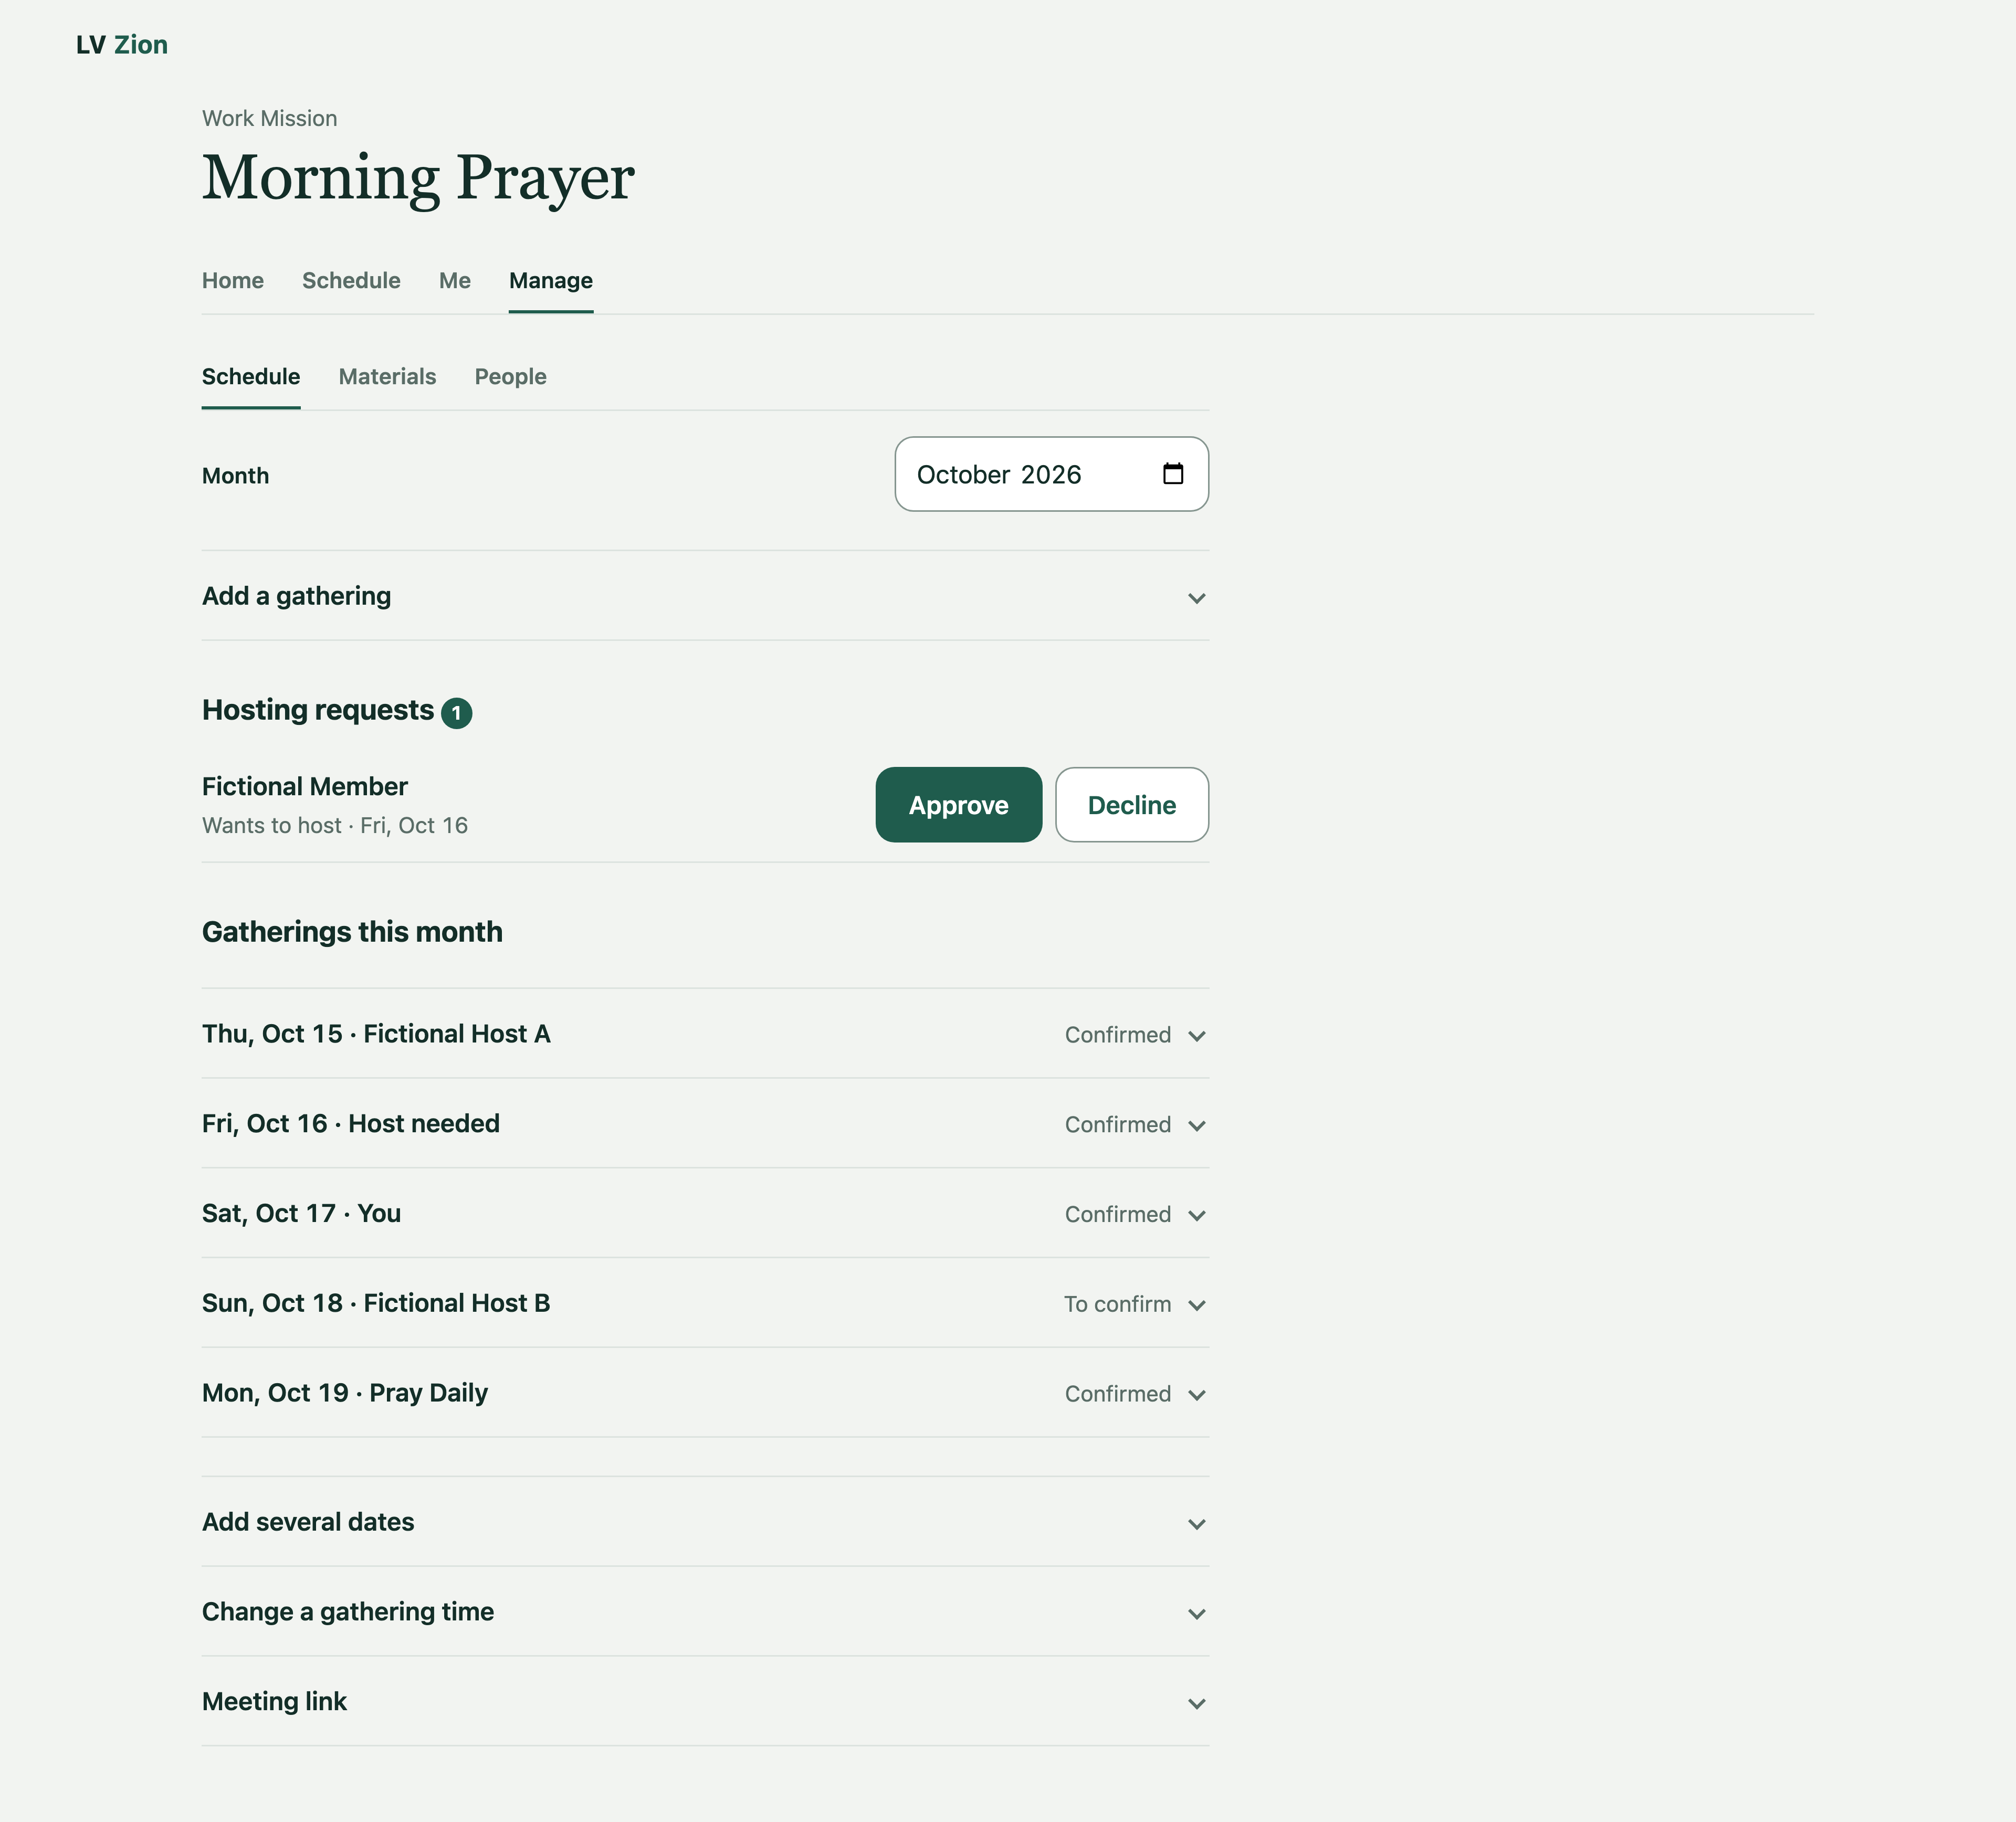 LV Zion
Work Mission
Morning Prayer
Home Schedule Me Manage
Schedule Materials People
Month October 2026
Add a gathering
Hosting requests 1
Fictional Member
Wants to host · Fri, Oct 16
Approve Decline
Gatherings this month
Thu, Oct 15 · Fictional Host A Confirmed
Fri, Oct 16 · Host needed Confirmed
Sat, Oct 17 · You Confirmed
Sun, Oct 18 · Fictional Host B To confirm
Mon, Oct 19 · Pray Daily Confirmed
Add several dates
Change a gathering time
Meeting link